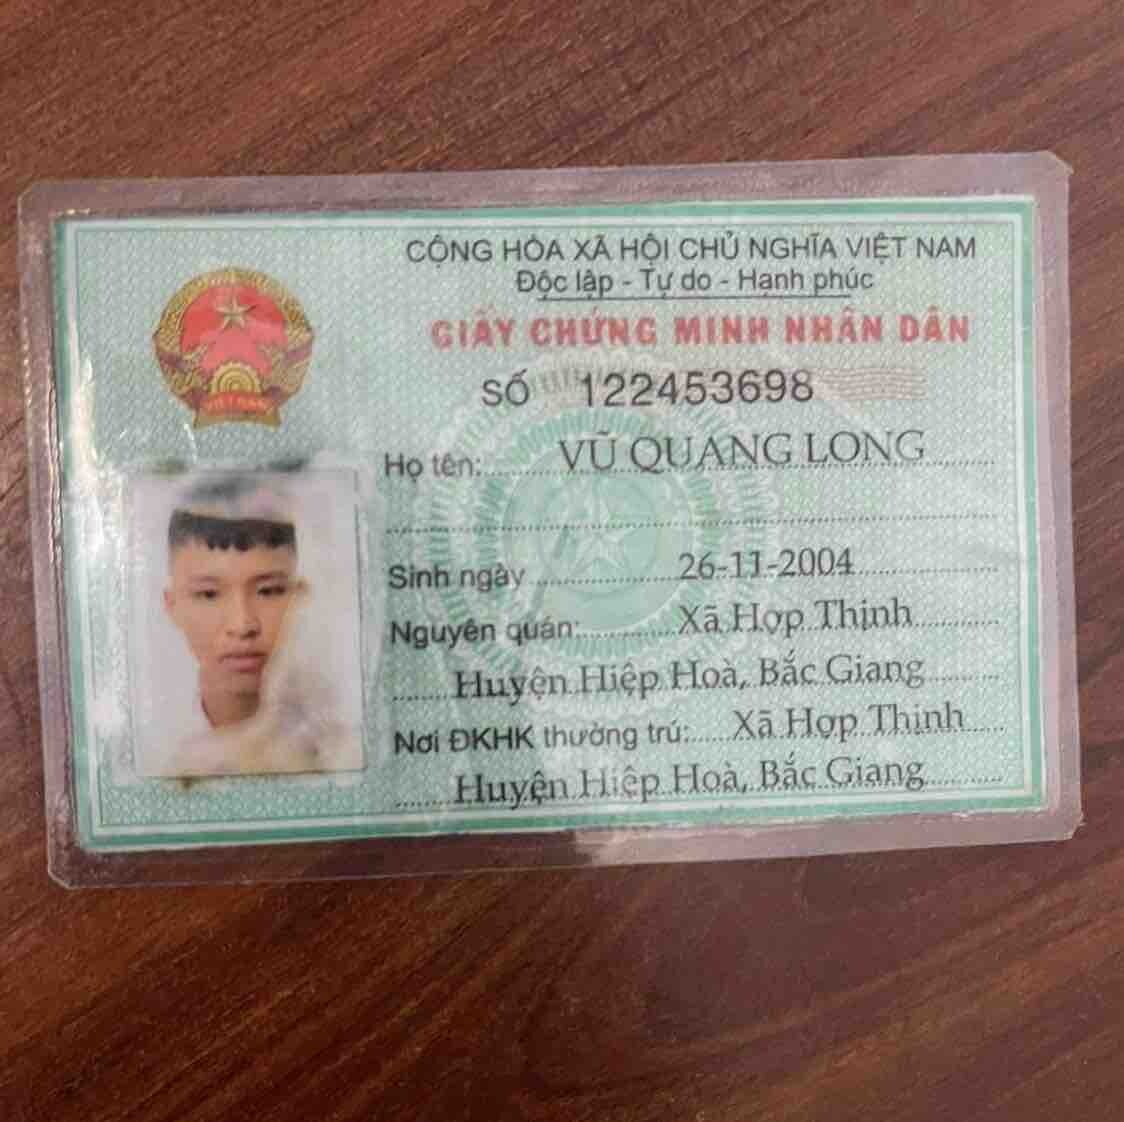 CỘNG HÒA XÃ HỘI CHỦ NGHĨA VIỆT NAM
Độc lập - Tự do - Hạnh phúc
GIẤY CHỨNG MINH NHÂN DÂN
SỐ 122453698
Họ tên: VŨ QUANG LONG
Sinh ngày 26-11-2004
Nguyên quán: Xã Hợp Thịnh
Huyện Hiệp Hoà, Bắc Giang
Nơi ĐKHK thường trú: Xã Hợp Thịnh
Huyện Hiệp Hoà, Bắc Giang
VIỆT NAM